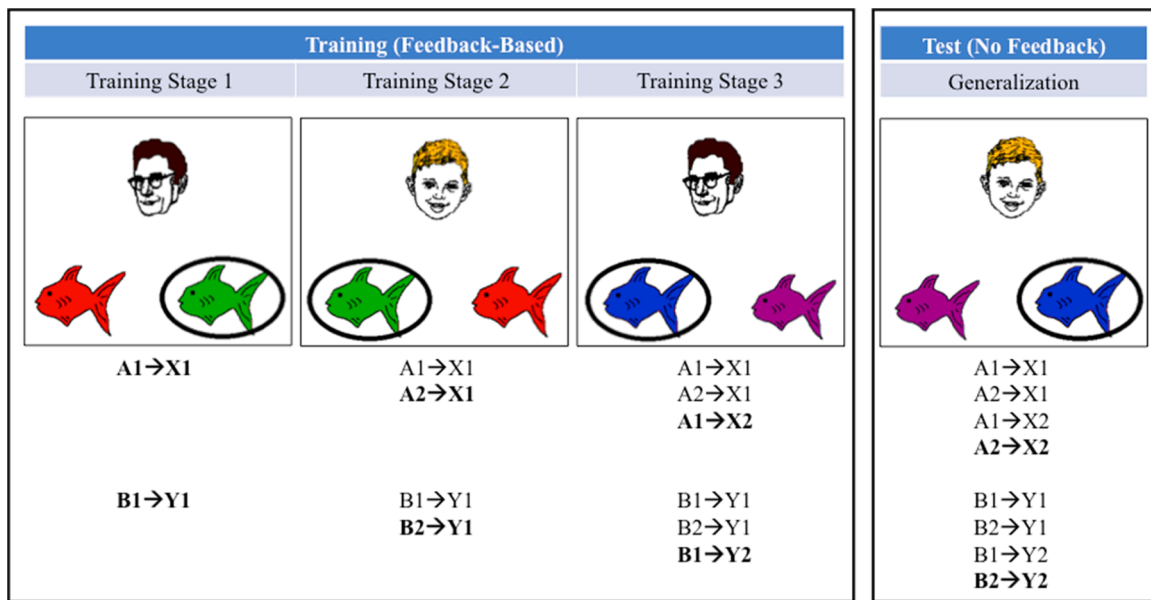 Training (Feedback-Based)
Training Stage 1
Training Stage 2
Training Stage 3
A1→X1
A1→X1
A2→X1
A1→X1
A2→X1
A1→X2
B1→Y1
B1→Y1
B2→Y1
B1→Y1
B2→Y1
B1→Y2
Test (No Feedback)
Generalization
A1→X1
A2→X1
A1→X2
A2→X2
B1→Y1
B2→Y1
B1→Y2
B2→Y2